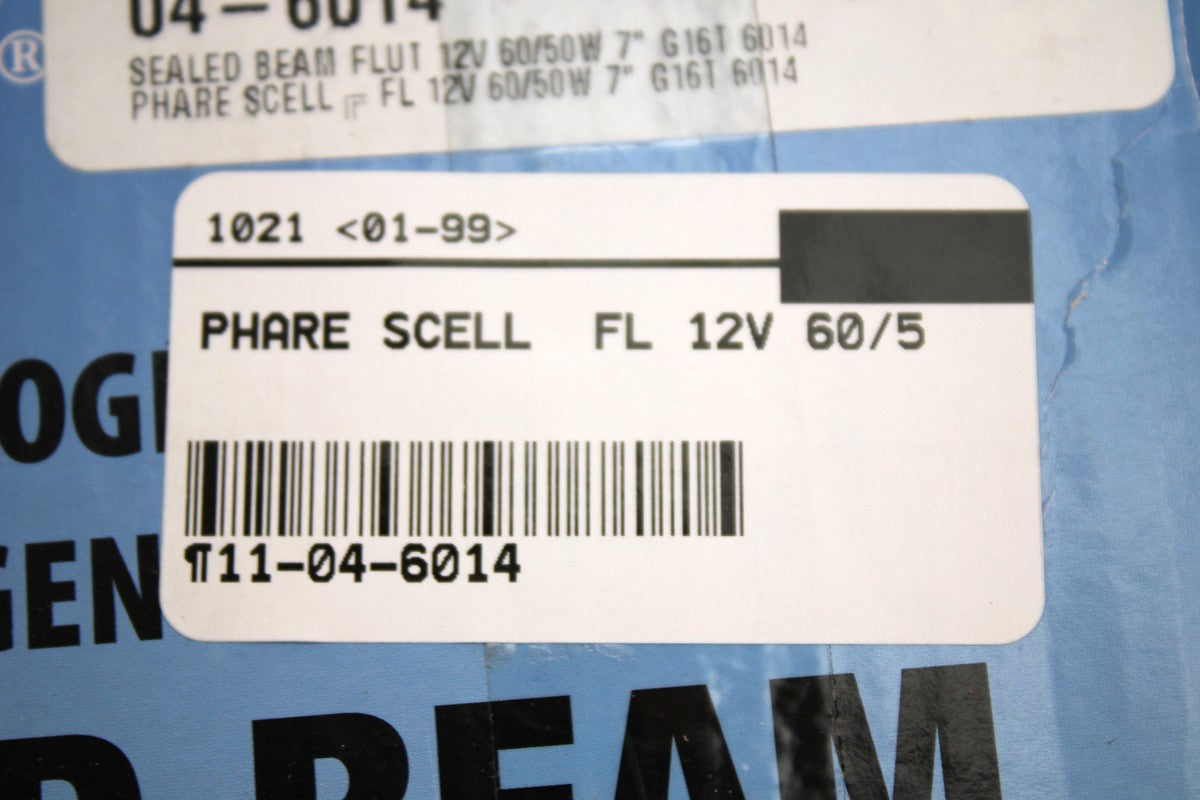 04-6014
®
SEALED BEAM FLUT 12V 60/50W 7" G16T 6014
PHARE SCELL FL 12V 60/50W 7" G16T 6014
1021 <01-99>
PHARE SCELL FL 12V 60/5
OG
¶11-04-6014
GEN
D BEAM